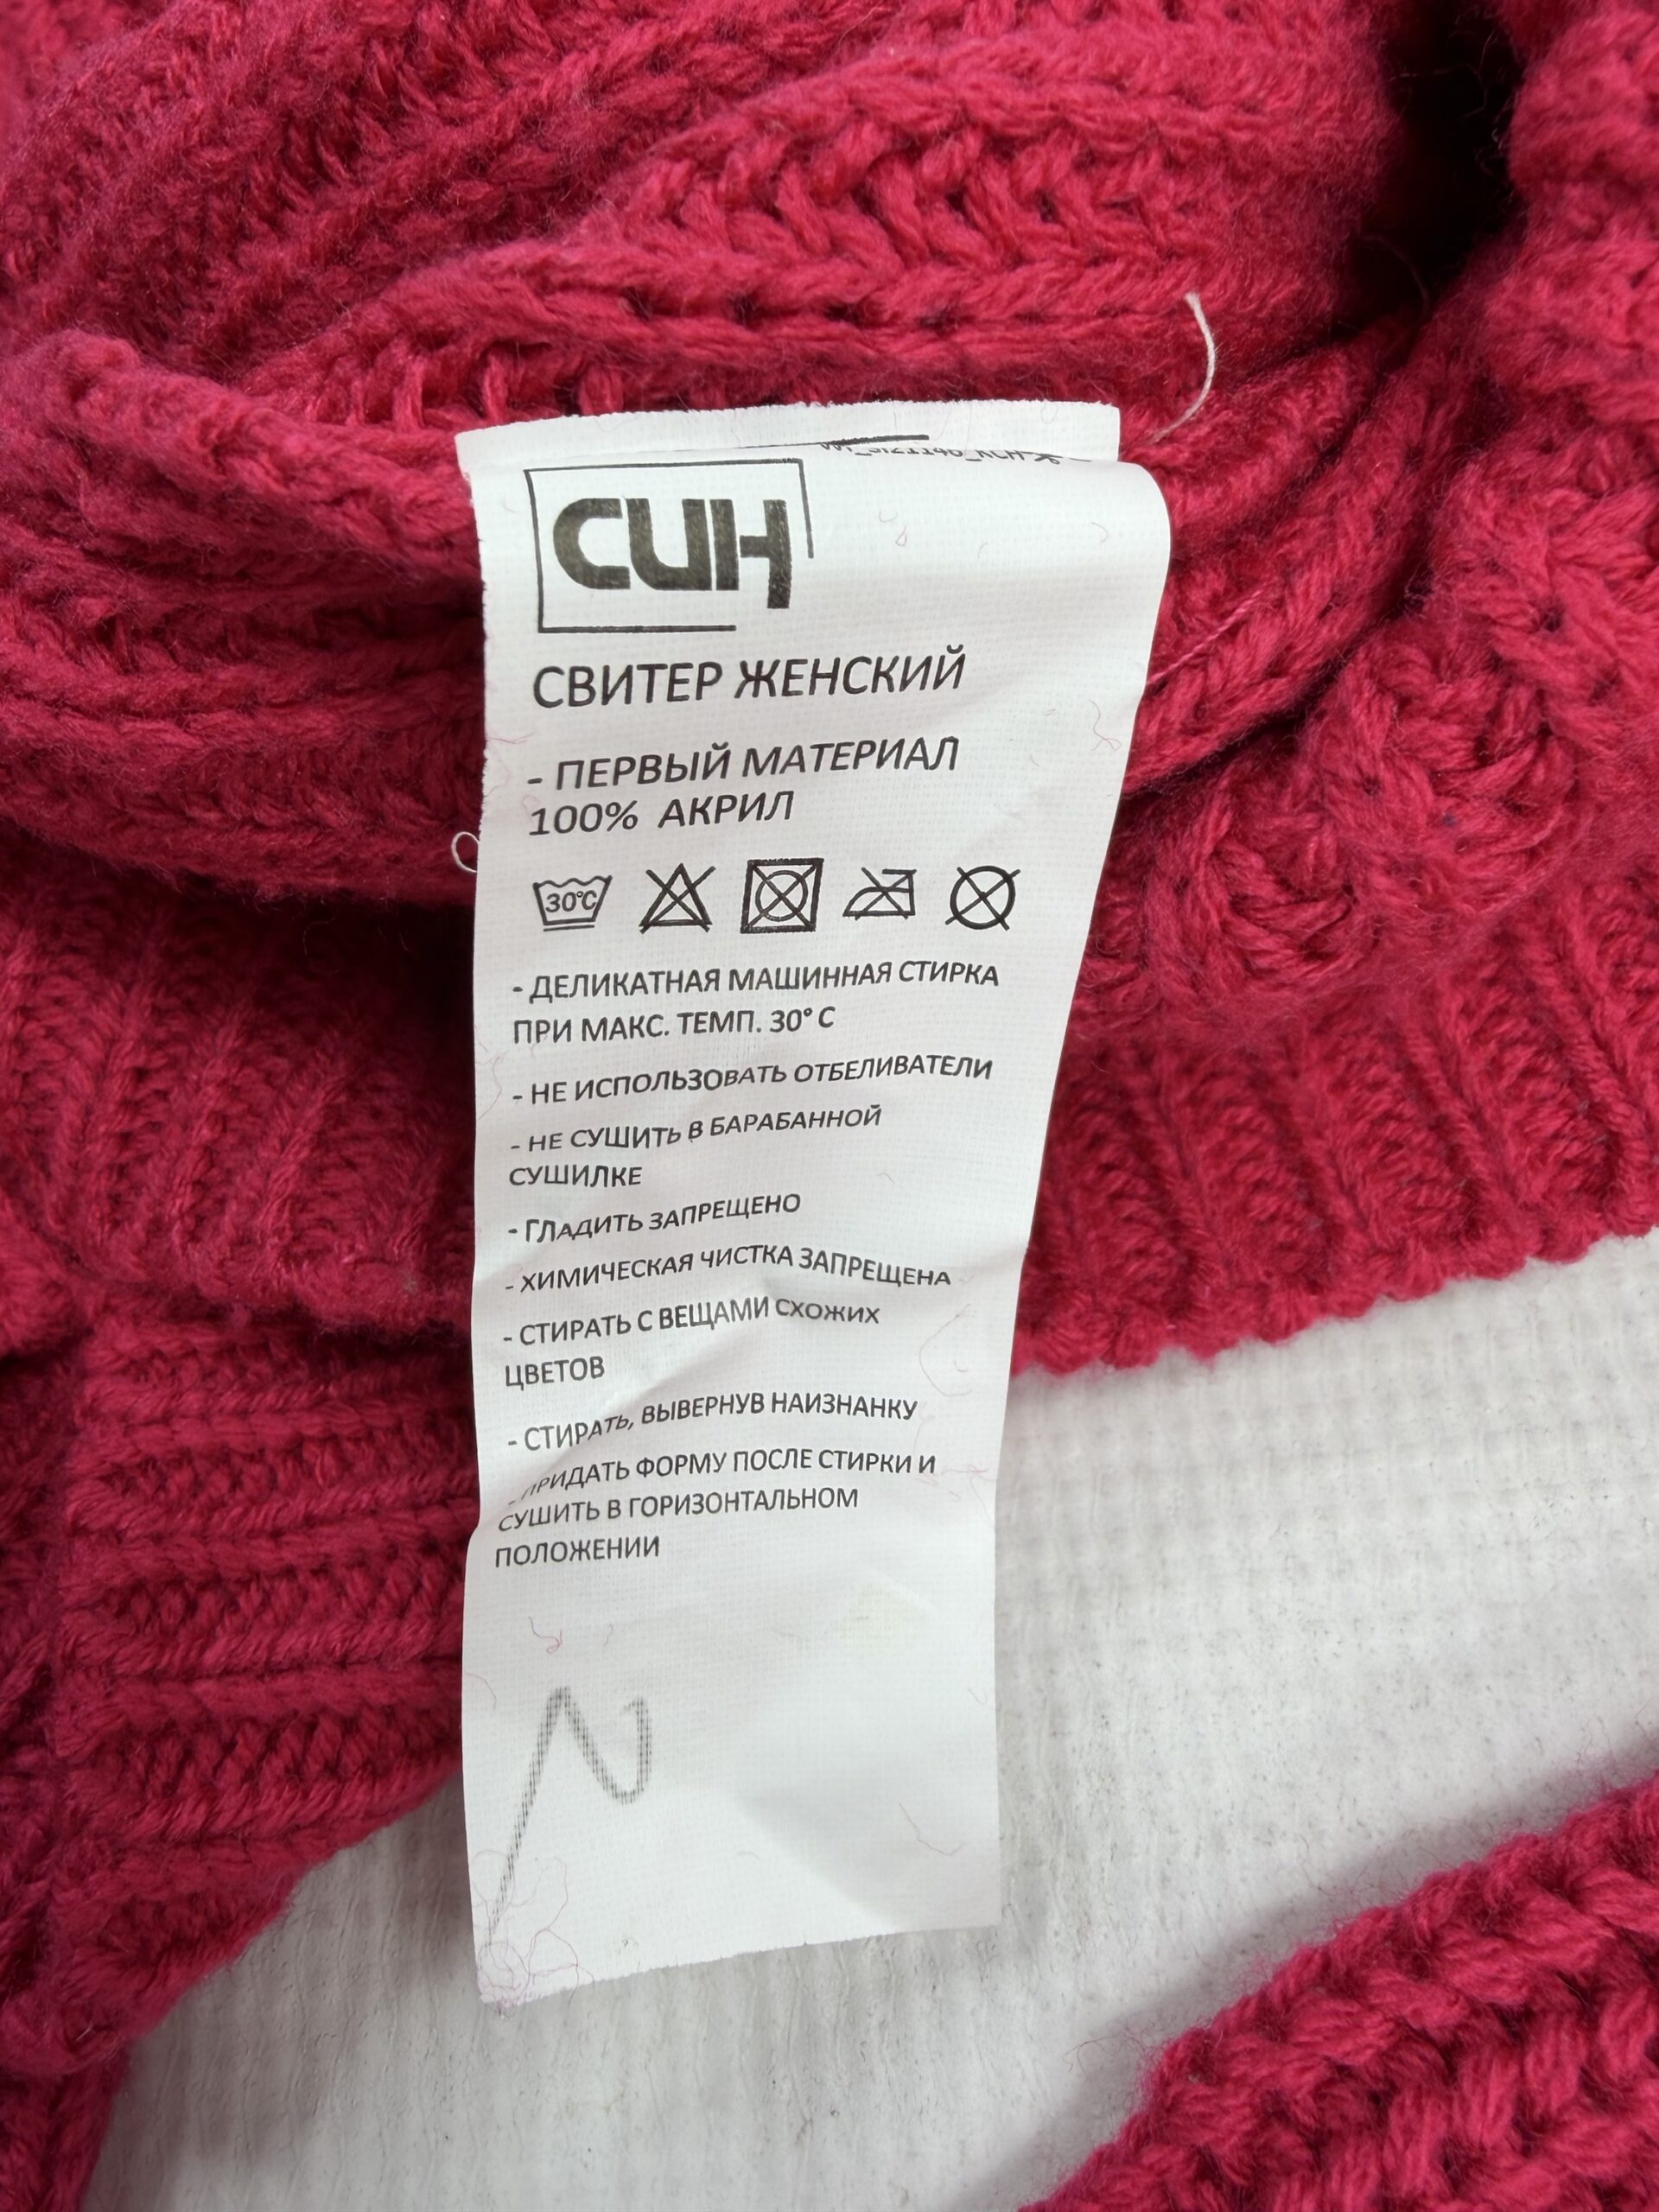 СИН
СВИТЕР ЖЕНСКИЙ
- ПЕРВЫЙ МАТЕРИАЛ
100% АКРИЛ
30°C
- ДЕЛИКАТНАЯ МАШИННАЯ СТИРКА
ПРИ МАКС. ТЕМП. 30° С
- НЕ ИСПОЛЬЗОВАТЬ ОТБЕЛИВАТЕЛИ
- НЕ СУШИТЬ В БАРАБАННОЙ
СУШИЛКЕ
- ГЛАДИТЬ ЗАПРЕЩЕНО
- ХИМИЧЕСКАЯ ЧИСТКА ЗАПРЕЩЕНА
- СТИРАТЬ С ВЕЩАМИ СХОЖИХ
ЦВЕТОВ
- СТИРАТЬ, ВЫВЕРНУВ НАИЗНАНКУ
- ПРИДАТЬ ФОРМУ ПОСЛЕ СТИРКИ И
СУШИТЬ В ГОРИЗОНТАЛЬНОМ
ПОЛОЖЕНИИ